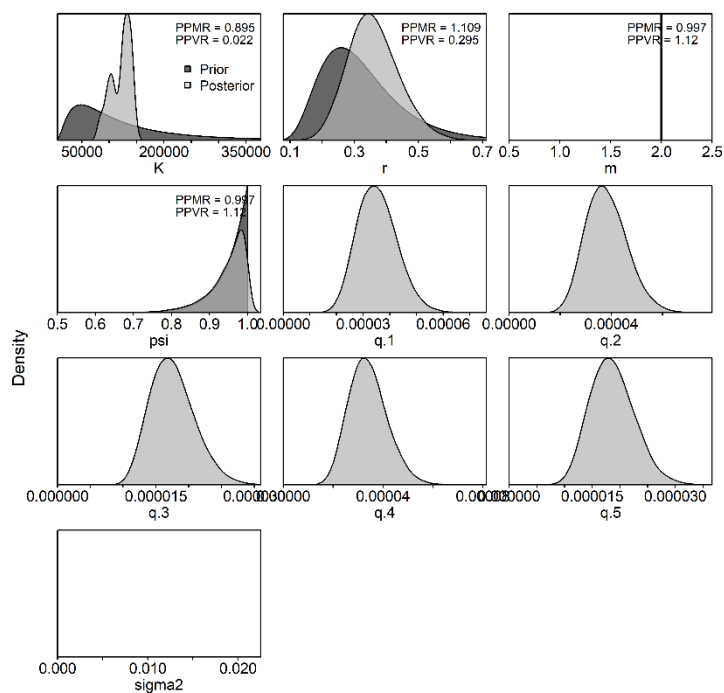 PPMR = 0.895
PPVR = 0.022
Prior
Posterior
50000 200000 350000
K
PPMR = 1.109
PPVR = 0.295
0.1 0.3 0.5 0.7
r
PPMR = 0.997
PPVR = 1.12
0.5 1.0 1.5 2.0 2.5
m
PPMR = 0.997
PPVR = 1.12
0.5 0.6 0.7 0.8 0.9 1.0
psi
0.00000 0.000003 0.000006
q.1
0.00000 0.00004
q.2
Density
0.000000 0.000015
q.3
0.00004
q.4
0.000015 0.000030
q.5
0.000 0.010 0.020
sigma2